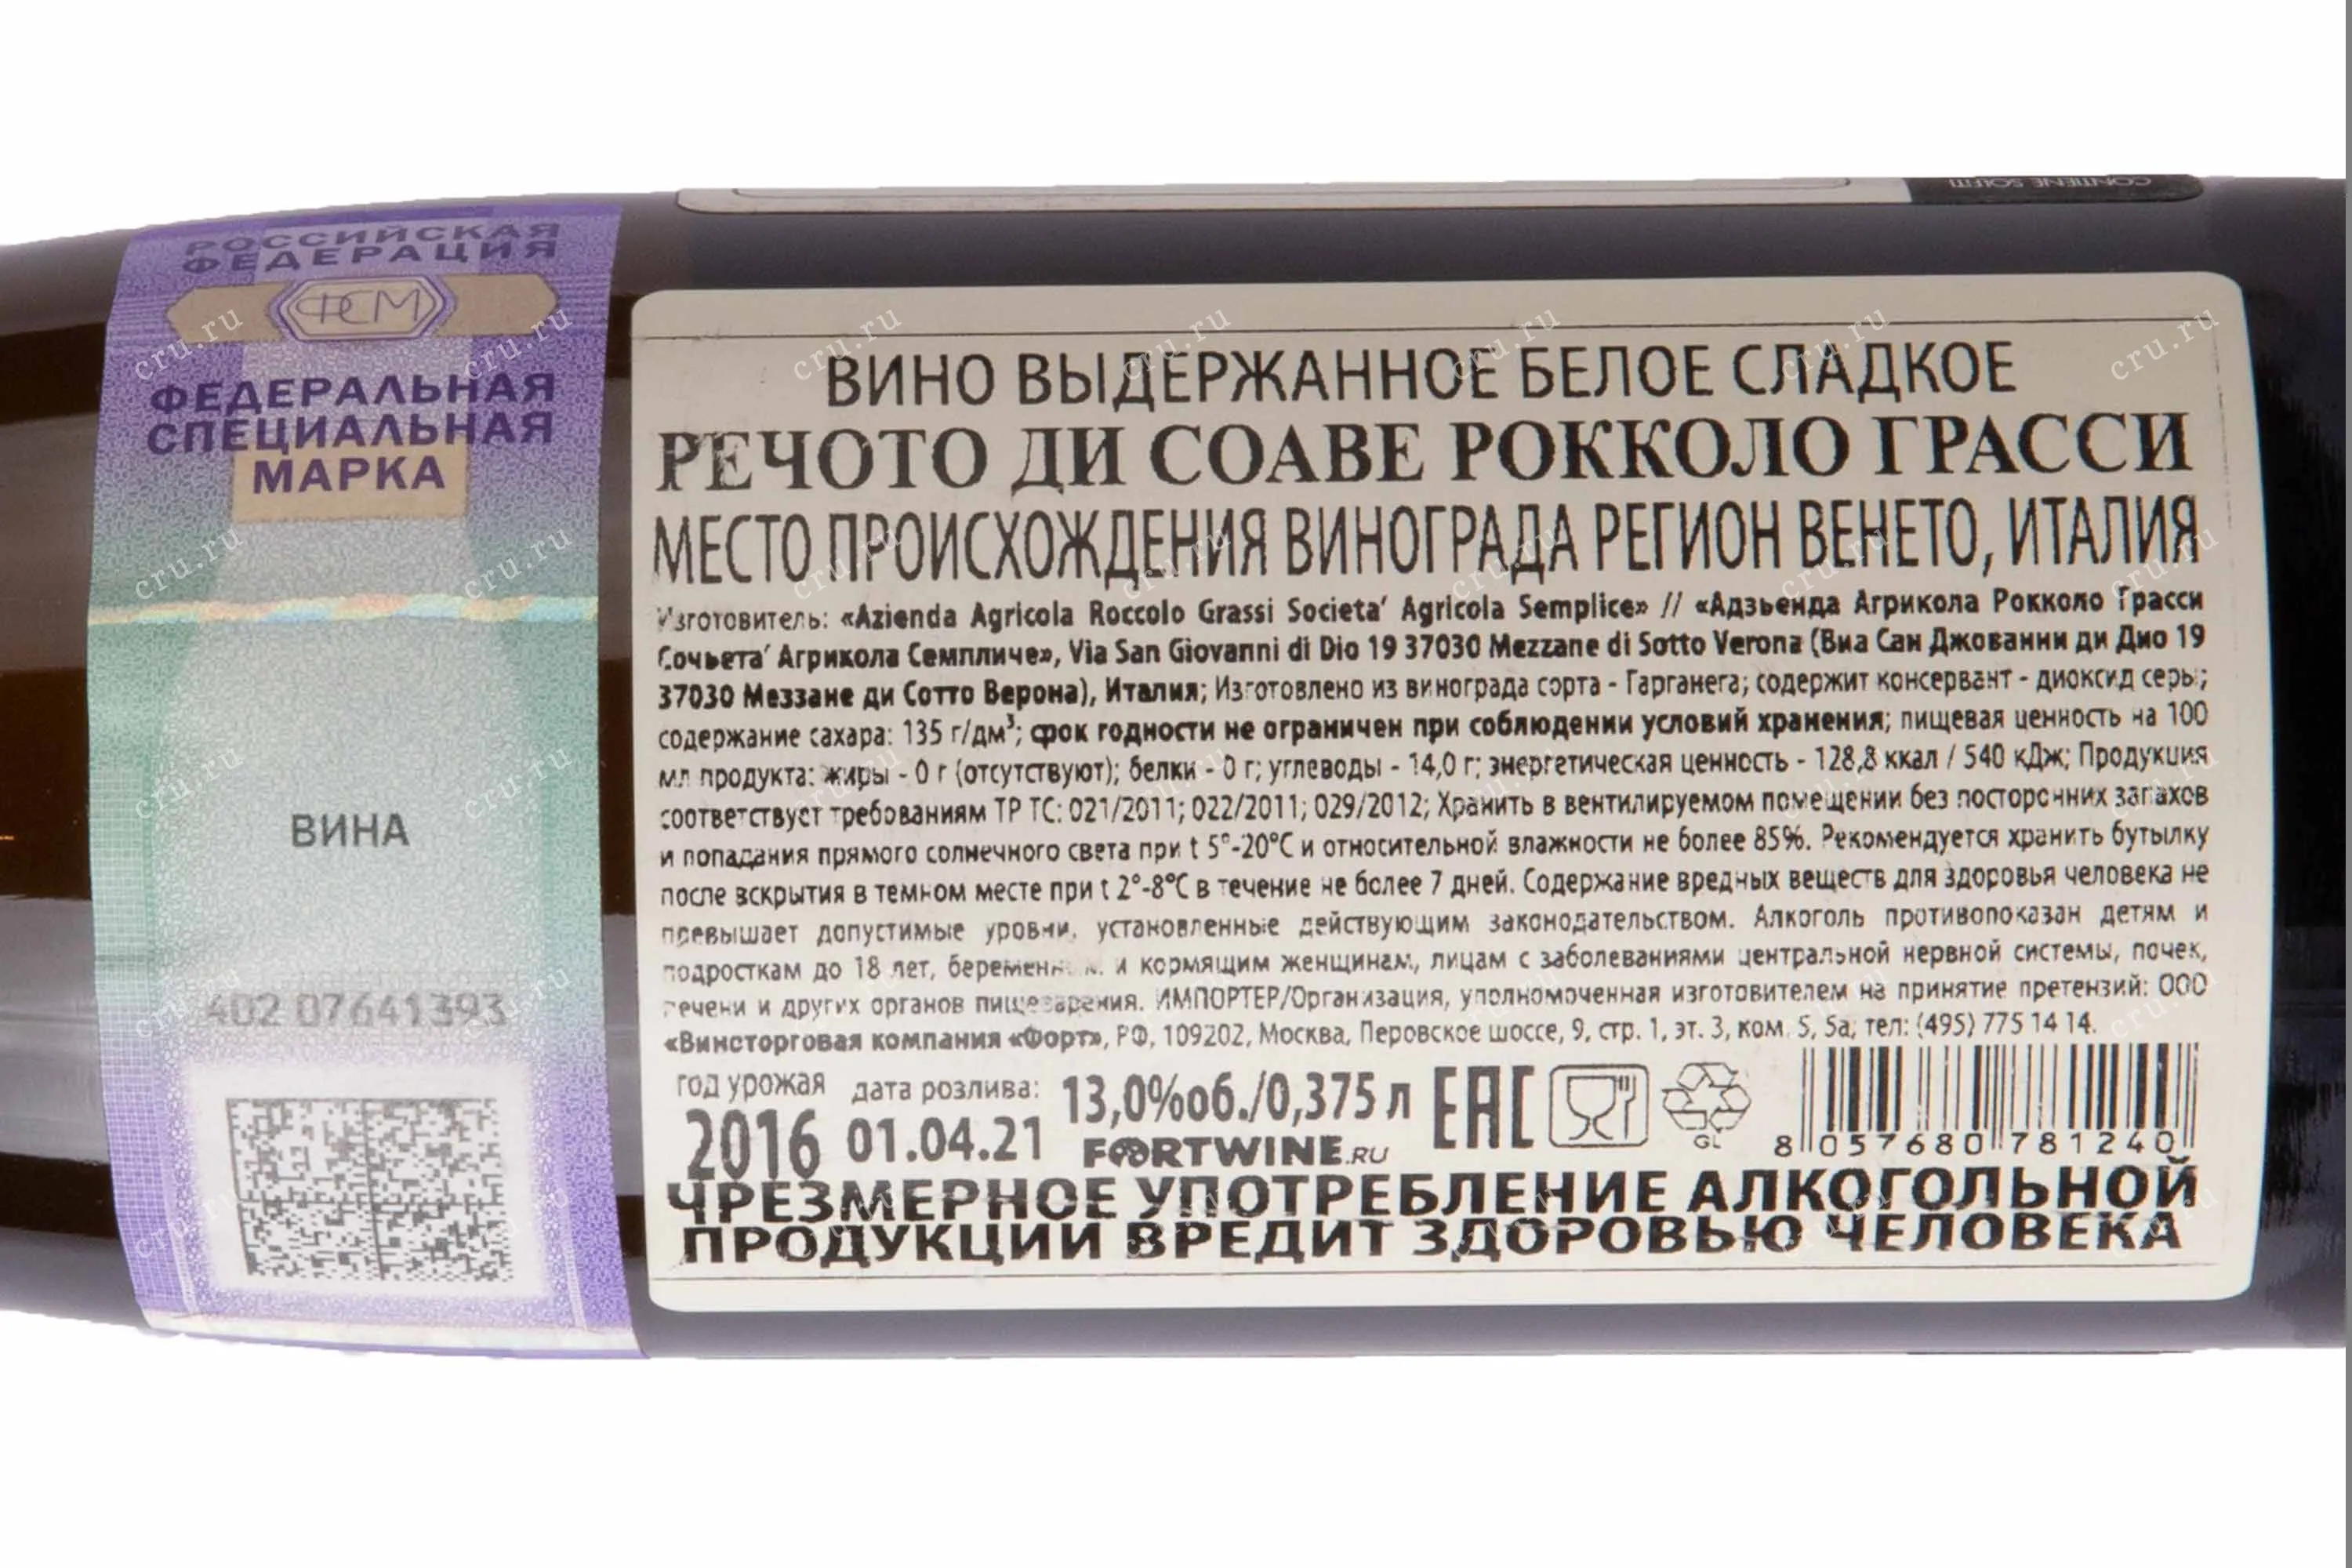 РОССИЙСКАЯ
ФЕДЕРАЦИЯ
ФСМ
ФЕДЕРАЛЬНАЯ
СПЕЦИАЛЬНАЯ
МАРКА
ВИНА
402 07641393
CONTIENE SOLFITI
ВИНО ВЫДЕРЖАННОЕ БЕЛОЕ СЛАДКОЕ
РЕЧОТО ДИ СОАВЕ РОККОЛО ГРАССИ
МЕСТО ПРОИСХОЖДЕНИЯ ВИНОГРАДА РЕГИОН ВЕНЕТО, ИТАЛИЯ
Изготовитель: «Azienda Agricola Roccolo Grassi Societa’ Agricola Semplice» // «Адзьенда Агрикола Рокколо Грасси
Сочьета’ Агрикола Семпличе», Via San Giovanni di Dio 19 37030 Mezzane di Sotto Verona (Виа Сан Джованни ди Дио 19
37030 Меззане ди Сотто Верона), Италия; Изготовлено из винограда сорта - Гарганега; содержит консервант - диоксид серы;
содержание сахара: 135 г/дм³; срок годности не ограничен при соблюдении условий хранения; пищевая ценность на 100
мл продукта: жиры - 0 г (отсутствуют); белки - 0 г; углеводы - 14,0 г; энергетическая ценность - 128,8 ккал / 540 кДж; Продукция
соответствует требованиям ТР ТС: 021/2011; 022/2011; 029/2012; Хранить в вентилируемом помещении без посторонних запахов
и попадания прямого солнечного света при t 5°-20°C и относительной влажности не более 85%. Рекомендуется хранить бутылку
после вскрытия в темном месте при t 2°-8°C в течение не более 7 дней. Содержание вредных веществ для здоровья человека не
превышает допустимые уровни, установленные действующим законодательством. Алкоголь противопоказан детям и
подросткам до 18 лет, беременным и кормящим женщинам, лицам с заболеваниями центральной нервной системы, почек,
печени и других органов пищеварения. ИМПОРТЕР/Организация, уполномоченная изготовителем на принятие претензий: ООО
«Винторговая компания «Форт», РФ, 109202, Москва, Перовское шоссе, 9, стр. 1, эт. 3, ком. 5, 5а; тел: (495) 775 14 14.
год урожая дата розлива: 13,0%об./0,375 л ЕАС
2016 01.04.21 FORTWINE.RU GL 8 057680 781240
ЧРЕЗМЕРНОЕ УПОТРЕБЛЕНИЕ АЛКОГОЛЬНОЙ
ПРОДУКЦИИ ВРЕДИТ ЗДОРОВЬЮ ЧЕЛОВЕКА
cru.ru